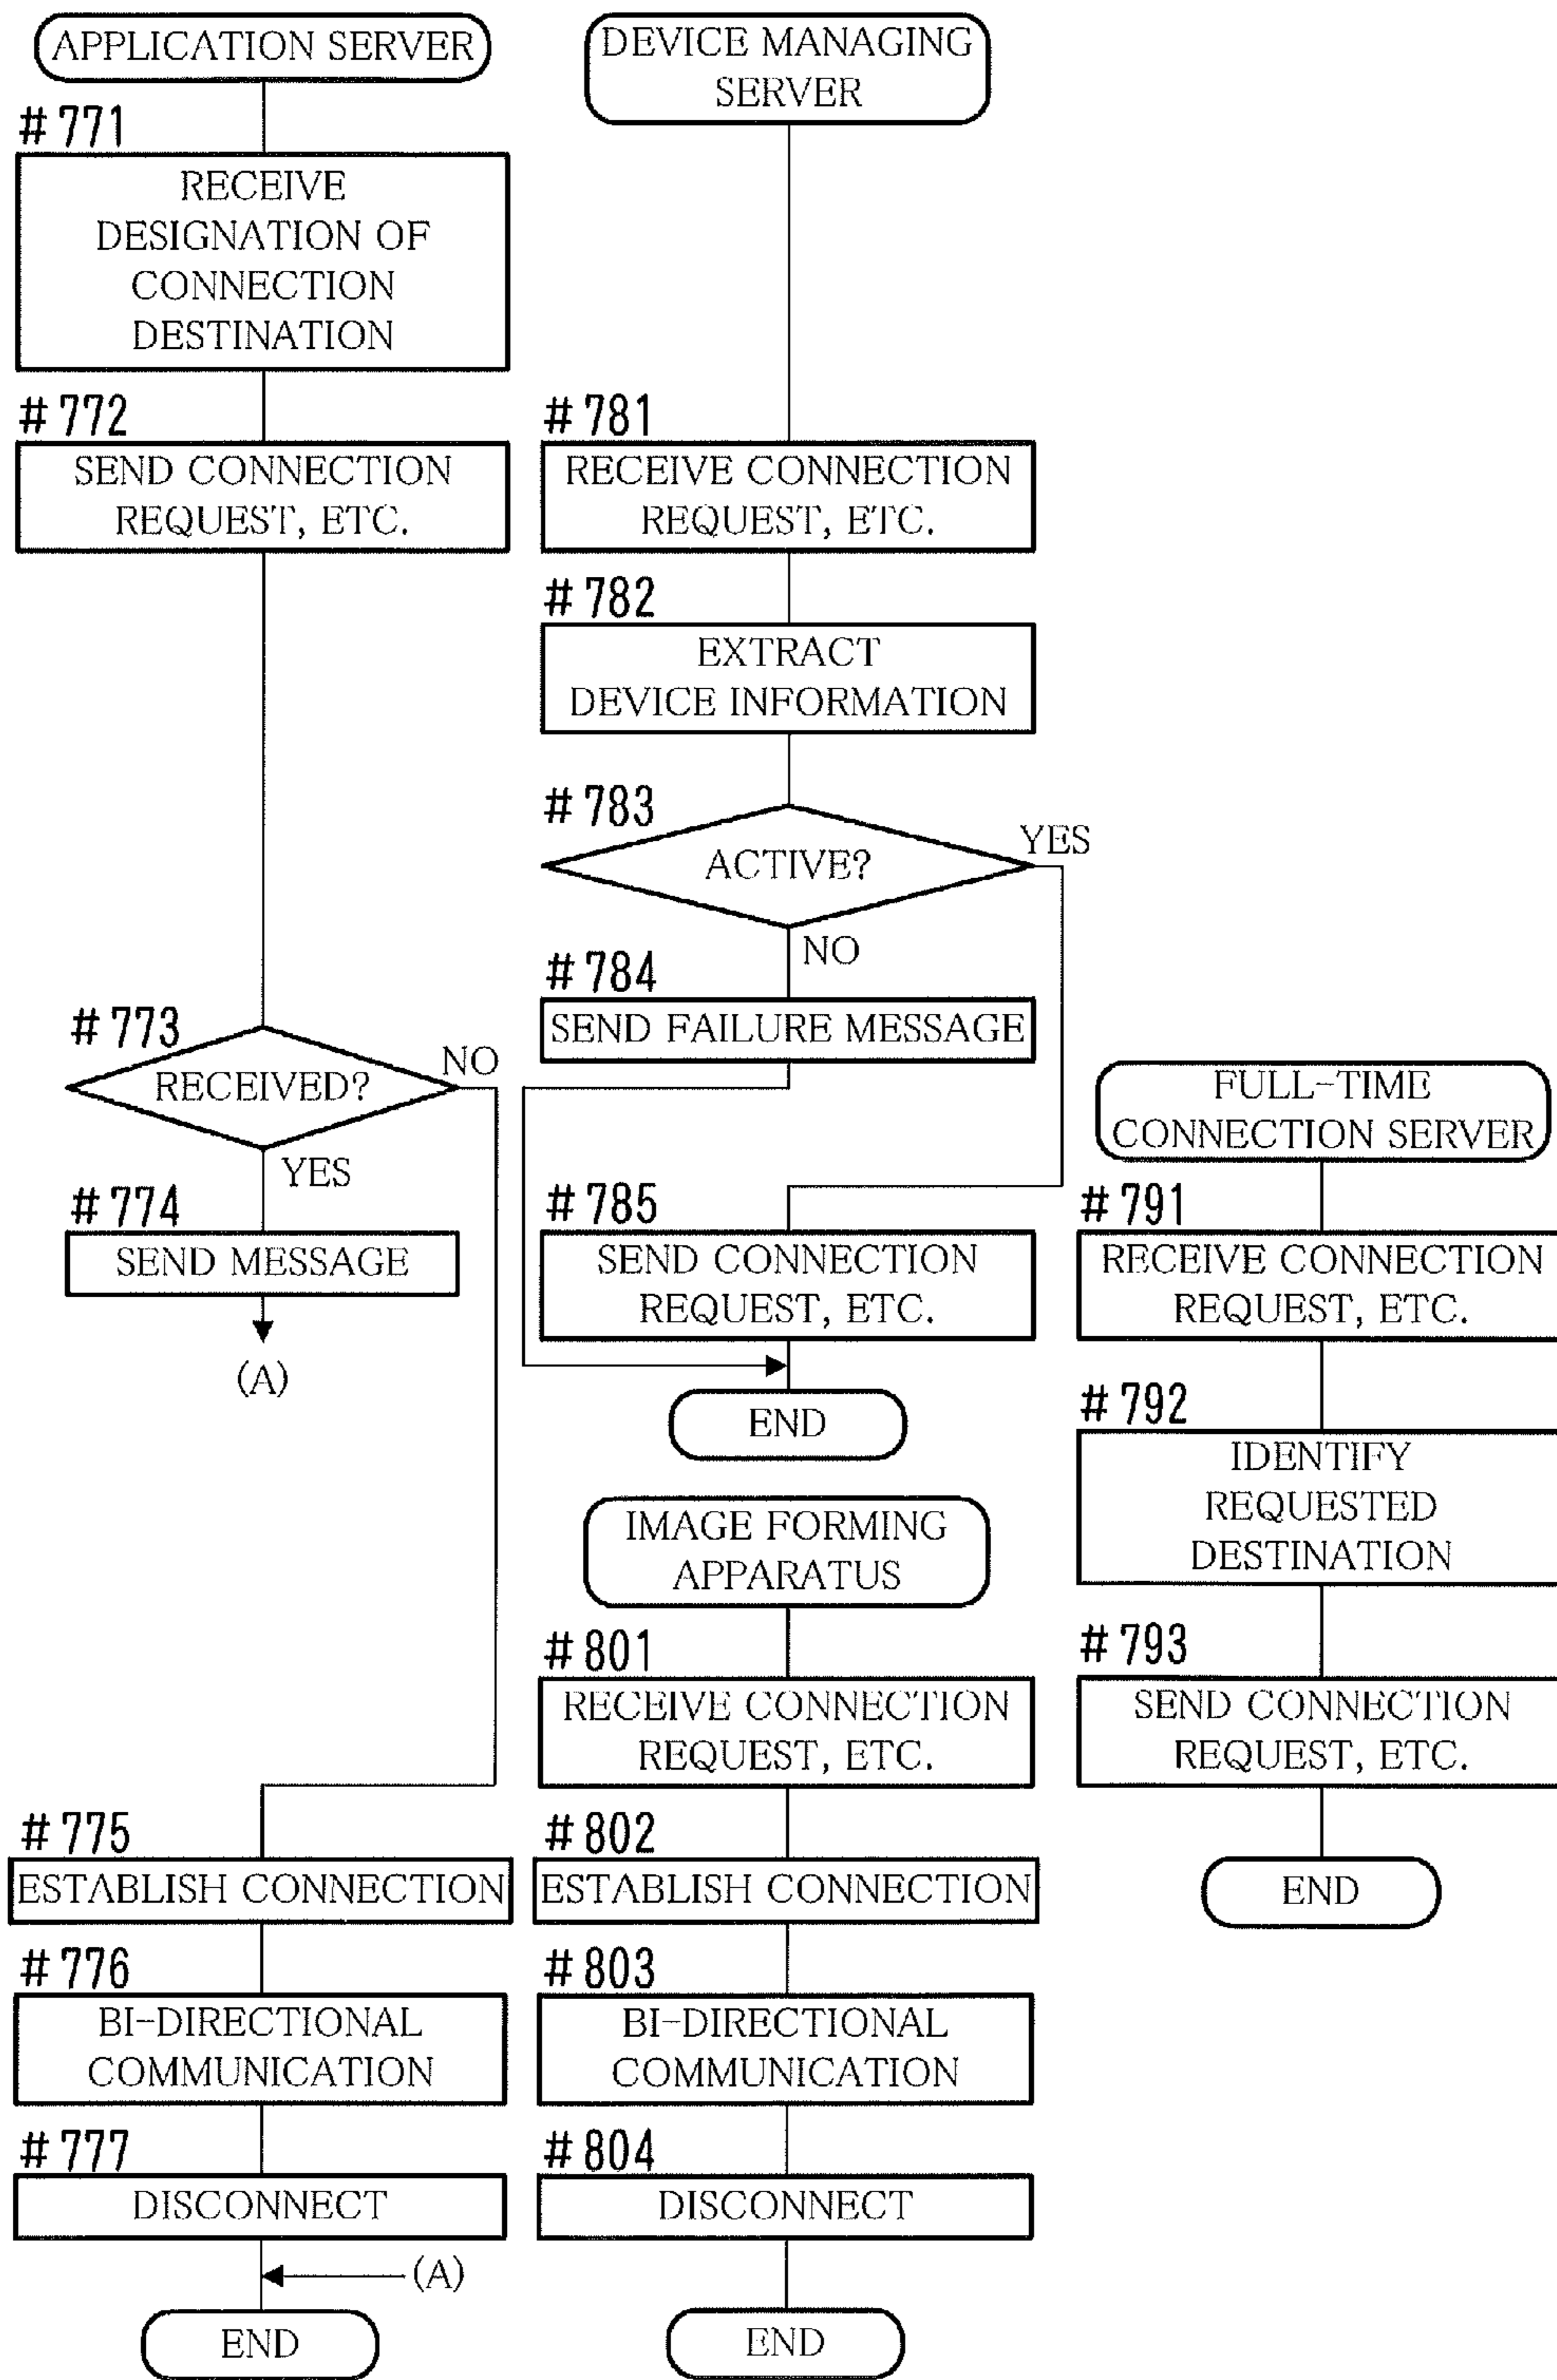 APPLICATION SERVER
#771
RECEIVE
DESIGNATION OF
CONNECTION
DESTINATION
#772
SEND CONNECTION
REQUEST, ETC.
#773
RECEIVED?
NO
YES
#774
SEND MESSAGE
(A)
#775
ESTABLISH CONNECTION
#776
BI-DIRECTIONAL
COMMUNICATION
#777
DISCONNECT
(A)
END
DEVICE MANAGING
SERVER
#781
RECEIVE CONNECTION
REQUEST, ETC.
#782
EXTRACT
DEVICE INFORMATION
#783
ACTIVE?
YES
NO
#784
SEND FAILURE MESSAGE
#785
SEND CONNECTION
REQUEST, ETC.
END
IMAGE FORMING
APPARATUS
#801
RECEIVE CONNECTION
REQUEST, ETC.
#802
ESTABLISH CONNECTION
#803
BI-DIRECTIONAL
COMMUNICATION
#804
DISCONNECT
END
FULL-TIME
CONNECTION SERVER
#791
RECEIVE CONNECTION
REQUEST, ETC.
#792
IDENTIFY
REQUESTED
DESTINATION
#793
SEND CONNECTION
REQUEST, ETC.
END